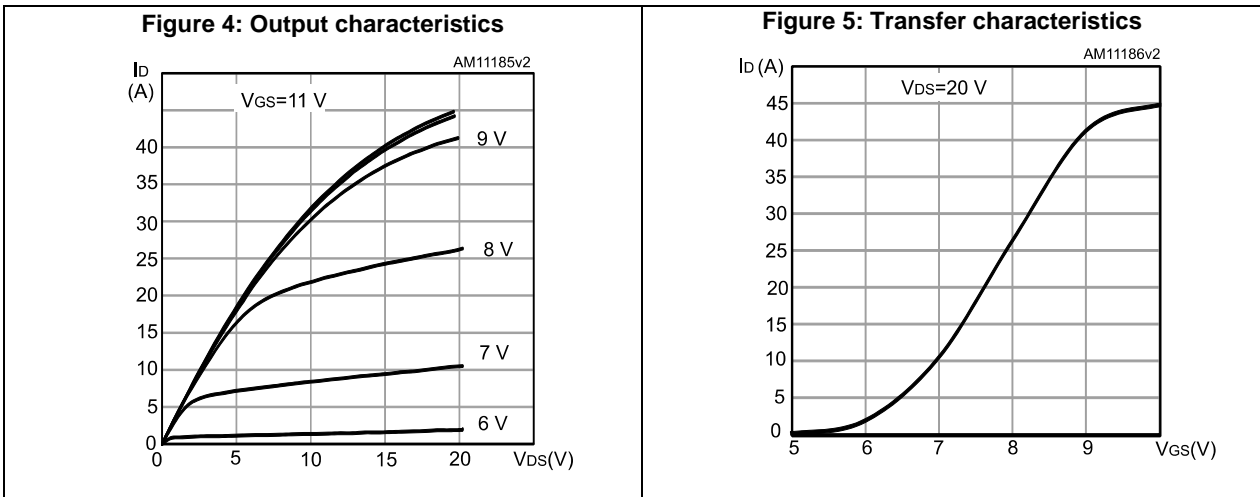 Figure 4: Output characteristics
AM11185v2
ID
(A)
VGS=11 V
9 V
8 V
7 V
6 V
40
35
30
25
20
15
10
5
0
0
5
10
15
20
VDS(V)
Figure 5: Transfer characteristics
AM11186v2
ID (A)
VDS=20 V
45
40
35
30
25
20
15
10
5
0
5
6
7
8
9
VGS(V)